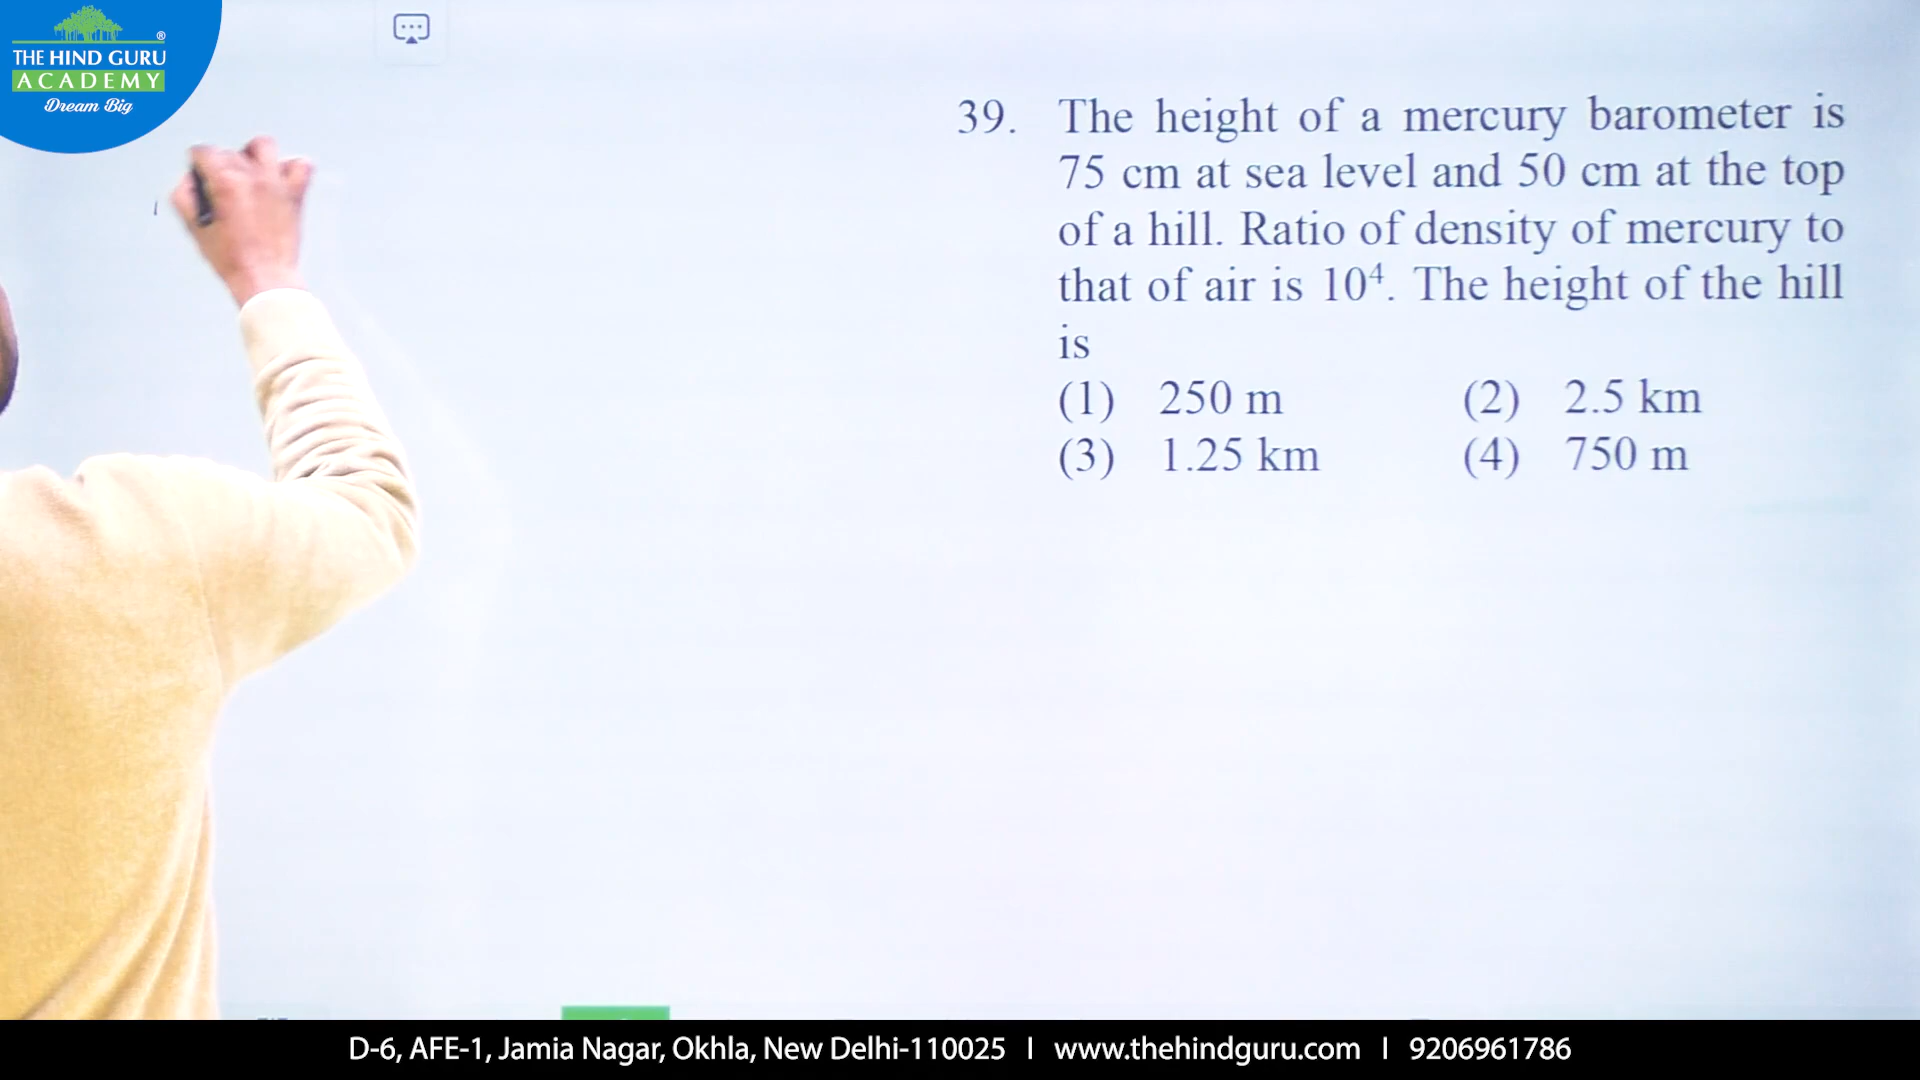 THE HIND GURU
®
ACADEMY
Dream Big
39. The height of a mercury barometer is
75 cm at sea level and 50 cm at the top
of a hill. Ratio of density of mercury to
that of air is 10⁴. The height of the hill
is
(1) 250 m (2) 2.5 km
(3) 1.25 km (4) 750 m
D-6, AFE-1, Jamia Nagar, Okhla, New Delhi-110025 | www.thehindguru.com | 9206961786